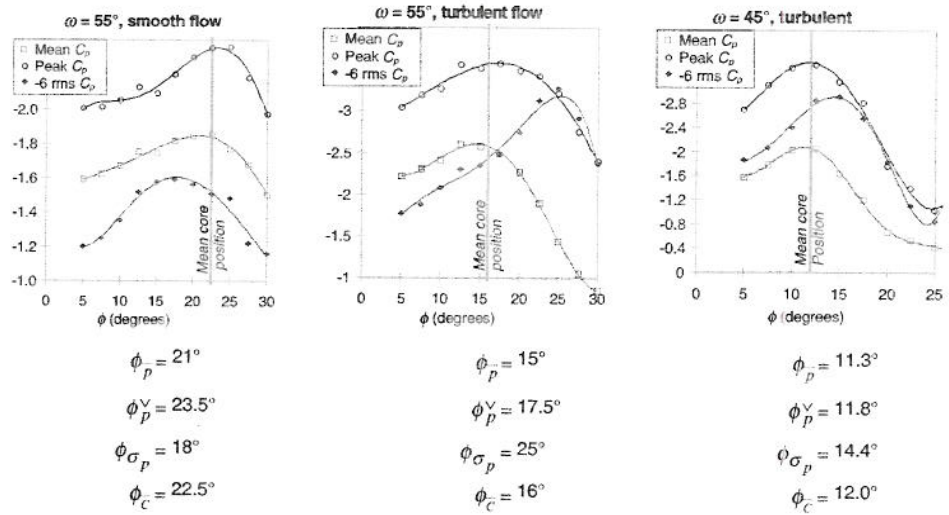 ω = 55°, smooth flow
Mean Cp
Peak Cp
-6 rms Cp
-2.0
-1.8
-1.6
-1.4
-1.2
-1.0
0 5 10 15 20 25 30
ϕ (degrees)
Mean core
position
ϕp̅ = 21°
ϕp̌ = 23.5°
ϕσp = 18°
ϕc̅ = 22.5°
ω = 55°, turbulent flow
Mean Cp
Peak Cp
-6 rms Cp
-3
-2.5
-2
-1.5
-1
0 5 10 15 20 25 30
ϕ (degrees)
Mean core
position
ϕp̅ = 15°
ϕp̌ = 17.5°
ϕσp = 25°
ϕc̅ = 16°
ω = 45°, turbulent
Mean Cp
Peak Cp
-6 rms Cp
-2.8
-2.4
-2
-1.6
-1.2
-0.8
-0.4
0
0 5 10 15 20 25
ϕ (degrees)
Mean core
Position
ϕp̅ = 11.3°
ϕp̌ = 11.8°
ϕσp = 14.4°
ϕc̅ = 12.0°